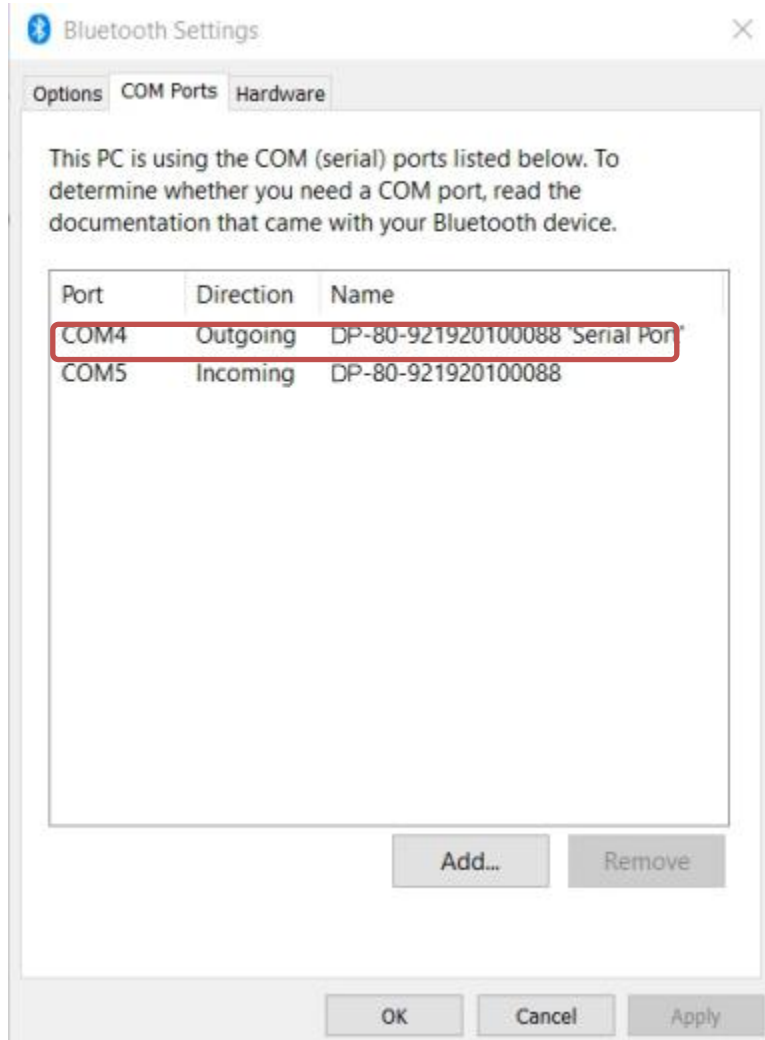 Bluetooth Settings
Options COM Ports Hardware
This PC is using the COM (serial) ports listed below. To
determine whether you need a COM port, read the
documentation that came with your Bluetooth device.
Port Direction Name
COM4 Outgoing DP-80-921920100088 'Serial Port'
COM5 Incoming DP-80-921920100088
Add... Remove
OK Cancel Apply